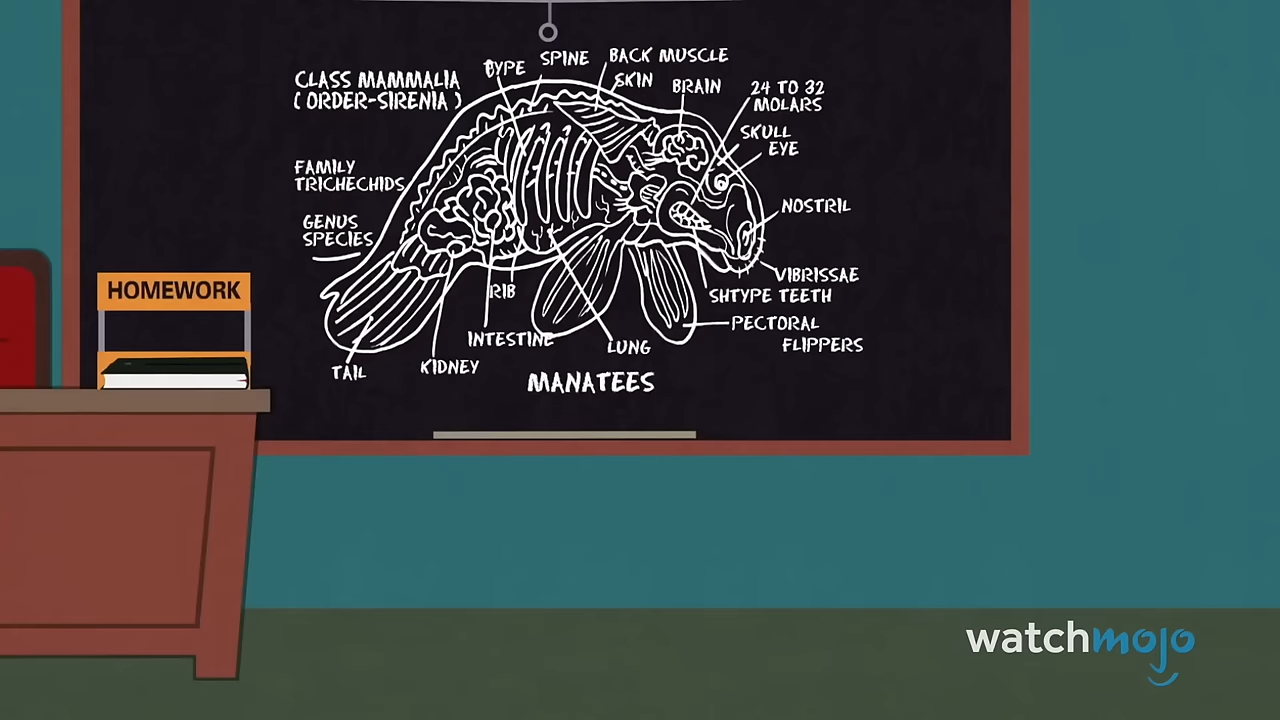 CLASS MAMMALIA
( ORDER-SIRENIA )
SPINE
BACK MUSCLE
SKIN
BRAIN
24 TO 32
MOLARS
SKULL
EYE
FAMILY
TRICHECHIDS
GENUS
SPECIES
NOSTRIL
VIBRISSAE
SHTYPE TEETH
PECTORAL
FLIPPERS
RIB
INTESTINE
LUNG
TAIL
KIDNEY
MANATEES
HOMEWORK
watchmojo